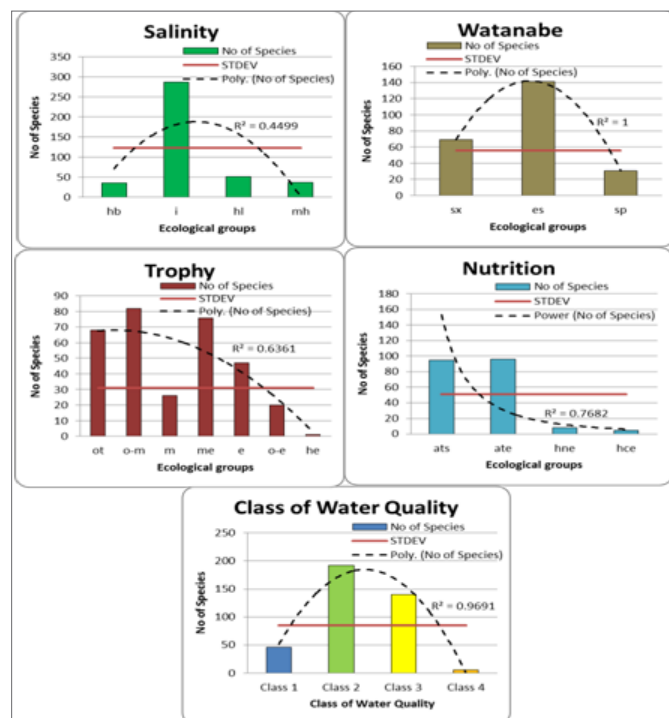 Salinity
No of Species
STDEV
Poly. (No of Species)
R² = 0.4499
No of Species
350
300
250
200
150
100
50
0
hb i hl mh
Ecological groups
Watanabe
No of Species
STDEV
Poly. (No of Species)
R² = 1
No of Species
160
140
120
100
80
60
40
20
0
sx es sp
Ecological groups
Trophy
No of Species
STDEV
Poly. (No of Species)
R² = 0.6361
No of Species
90
80
70
60
50
40
30
20
10
0
ot o-m m me e o-e he
Ecological groups
Nutrition
No of Species
STDEV
Power (No of Species)
R² = 0.7682
No of Species
180
160
140
120
100
80
60
40
20
0
ats ate hne hce
Ecological groups
Class of Water Quality
No of Species
STDEV
Poly. (No of Species)
R² = 0.9691
No of Species
250
200
150
100
50
0
Class 1 Class 2 Class 3 Class 4
Class of Water Quality